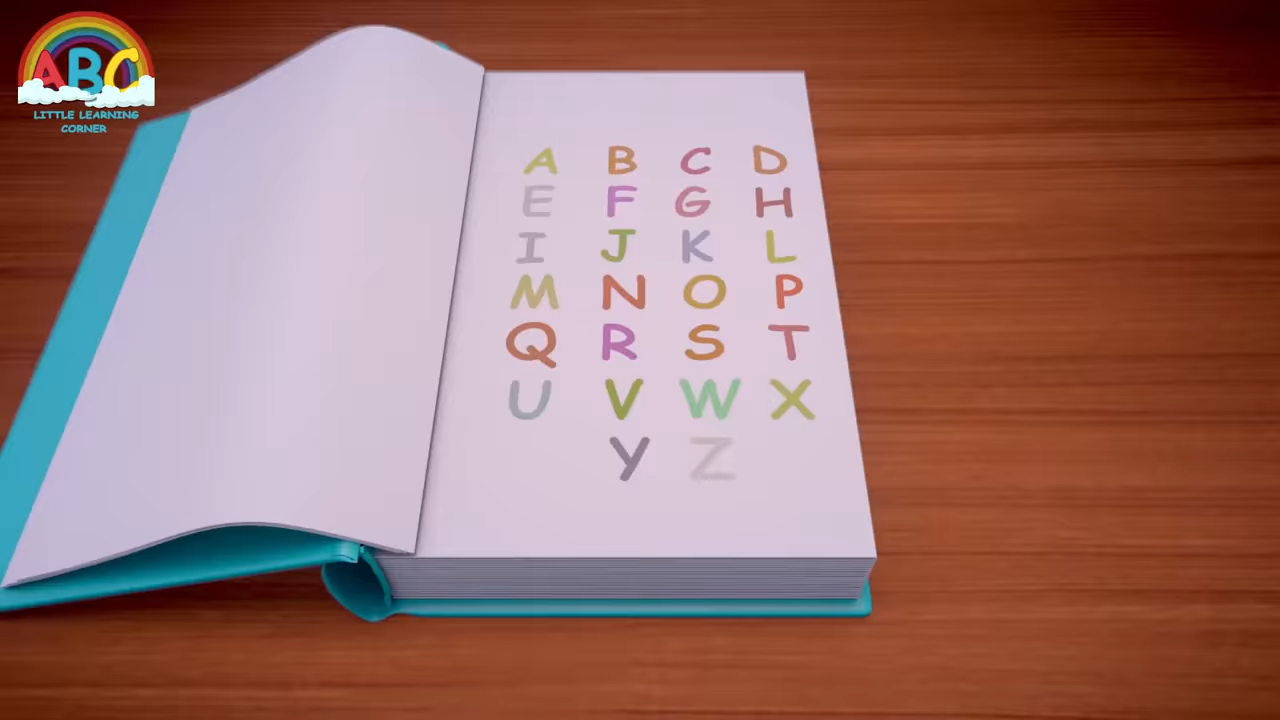 ABC
LITTLE LEARNING
CORNER
A B C D
E F G H
I J K L
M N O P
Q R S T
U V W X
Y Z